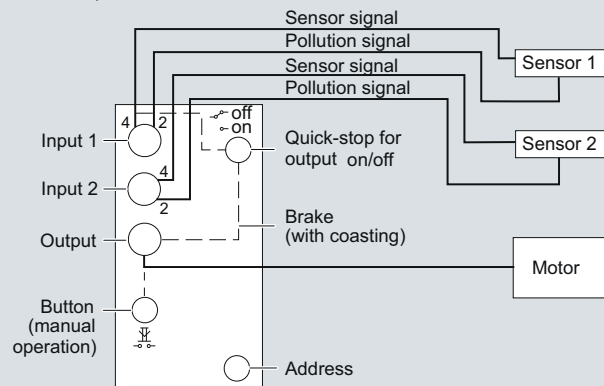 Sensor signal
Pollution signal
Sensor signal
Pollution signal
Sensor 1
Sensor 2
4
2
off
on
Input 1
Quick-stop for
output on/off
Input 2
4
2
Brake
(with coasting)
Output
Motor
Button
(manual
operation)
Address